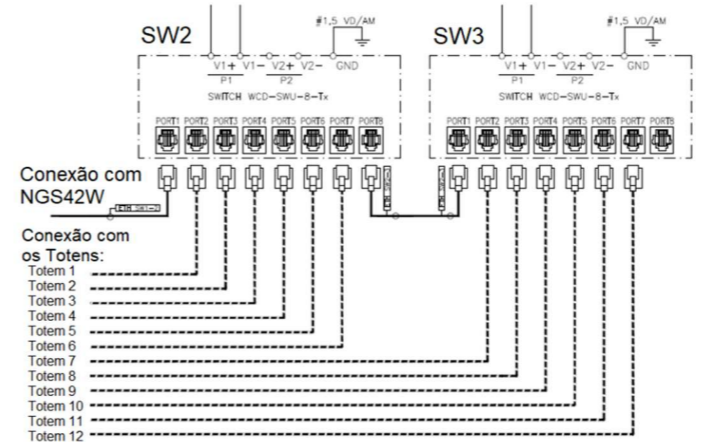 SW2
#1,5 VD/AM
V1+ V1- V2+ V2- GND
P1 P2
SWITCH WCD-SWU-8-Tx
PORT1 PORT2 PORT3 PORT4 PORT5 PORT6 PORT7 PORT8
SW3
#1,5 VD/AM
V1+ V1- V2+ V2- GND
P1 P2
SWITCH WCD-SWU-8-Tx
PORT1 PORT2 PORT3 PORT4 PORT5 PORT6 PORT7 PORT8
Conexão com
NGS42W
Conexão com
os Totens:
Totem 1
Totem 2
Totem 3
Totem 4
Totem 5
Totem 6
Totem 7
Totem 8
Totem 9
Totem 10
Totem 11
Totem 12